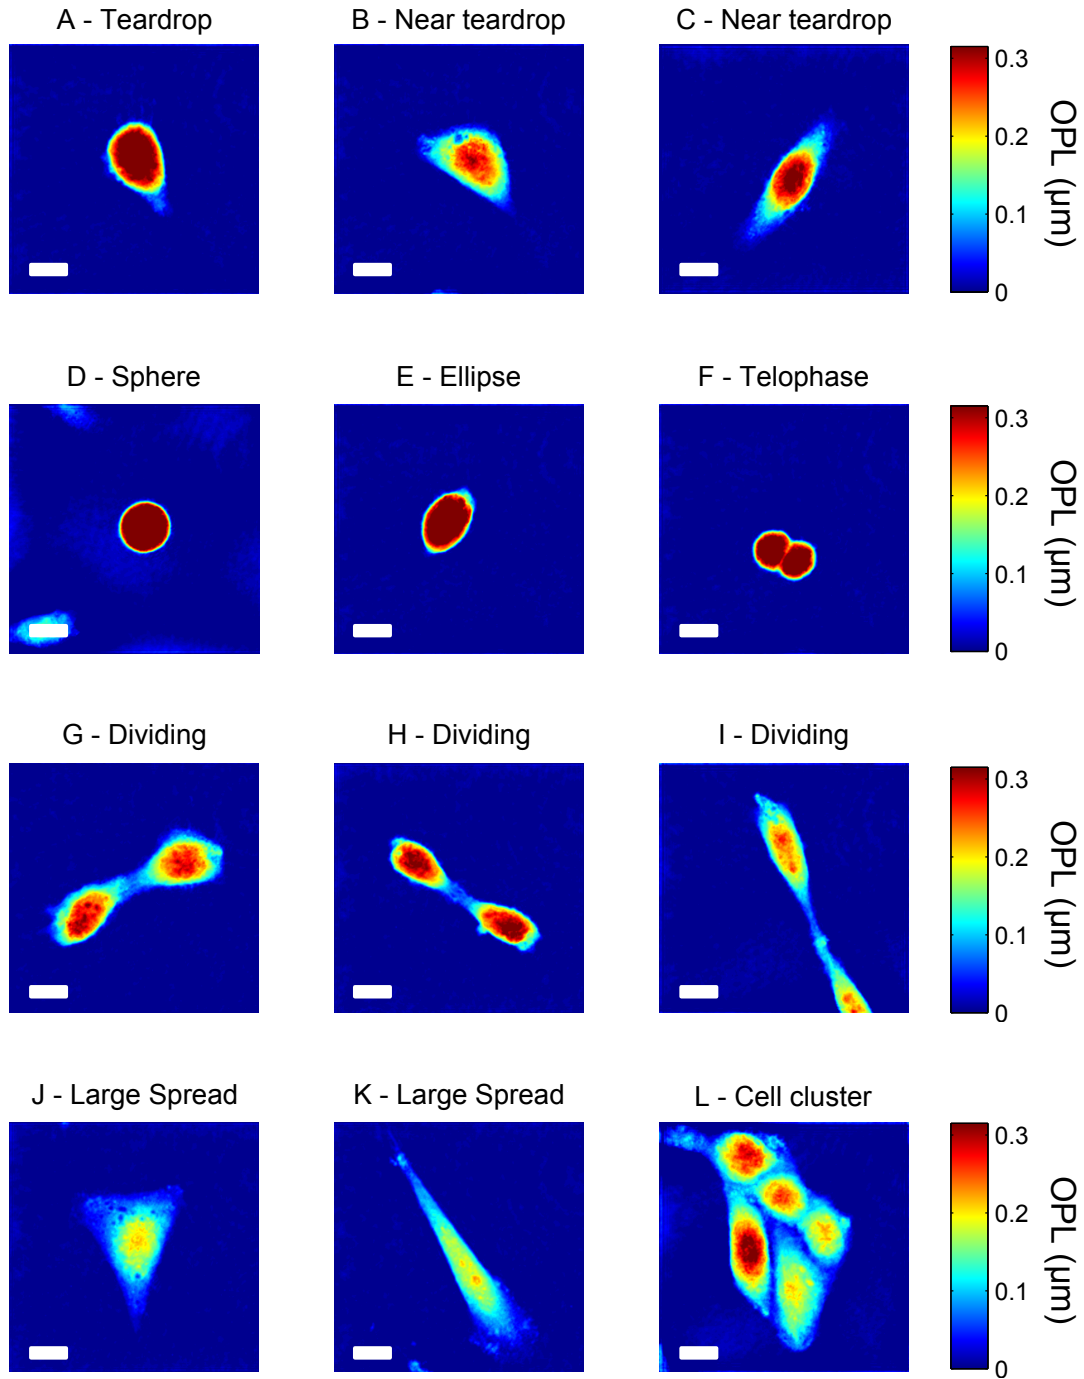 A - Teardrop
B - Near teardrop
C - Near teardrop
0.3
0.2
0.1
0
OPL (µm)
D - Sphere
E - Ellipse
F - Telophase
0.3
0.2
0.1
0
OPL (µm)
G - Dividing
H - Dividing
I - Dividing
0.3
0.2
0.1
0
OPL (µm)
J - Large Spread
K - Large Spread
L - Cell cluster
0.3
0.2
0.1
0
OPL (µm)